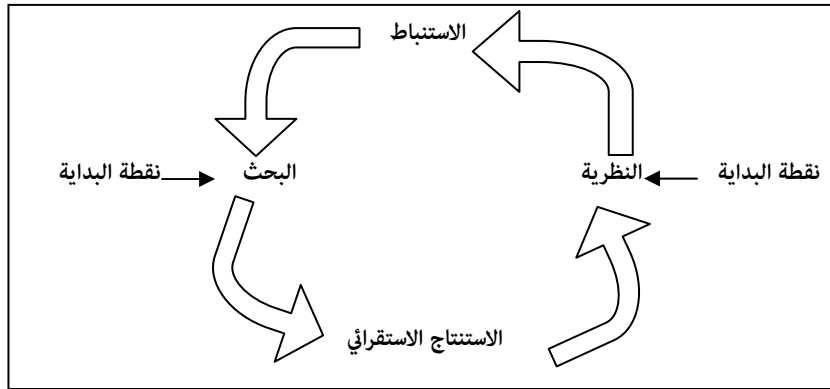 الاستنباط
نقطة البداية النظرية البحث نقطة البداية
الاستنتاج الاستقرائي